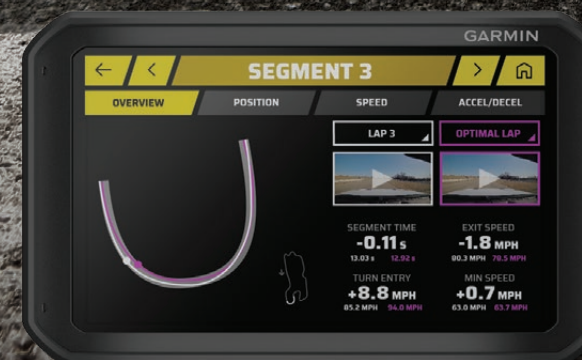 GARMIN
SEGMENT 3
OVERVIEW POSITION SPEED ACCEL/DECEL
LAP 3 OPTIMAL LAP
SEGMENT TIME EXIT SPEED
-0.11 s -1.8 MPH
13.03 s 12.92 s 80.3 MPH 78.5 MPH
TURN ENTRY MIN SPEED
+8.8 MPH +0.7 MPH
85.2 MPH 94.0 MPH 63.0 MPH 63.7 MPH